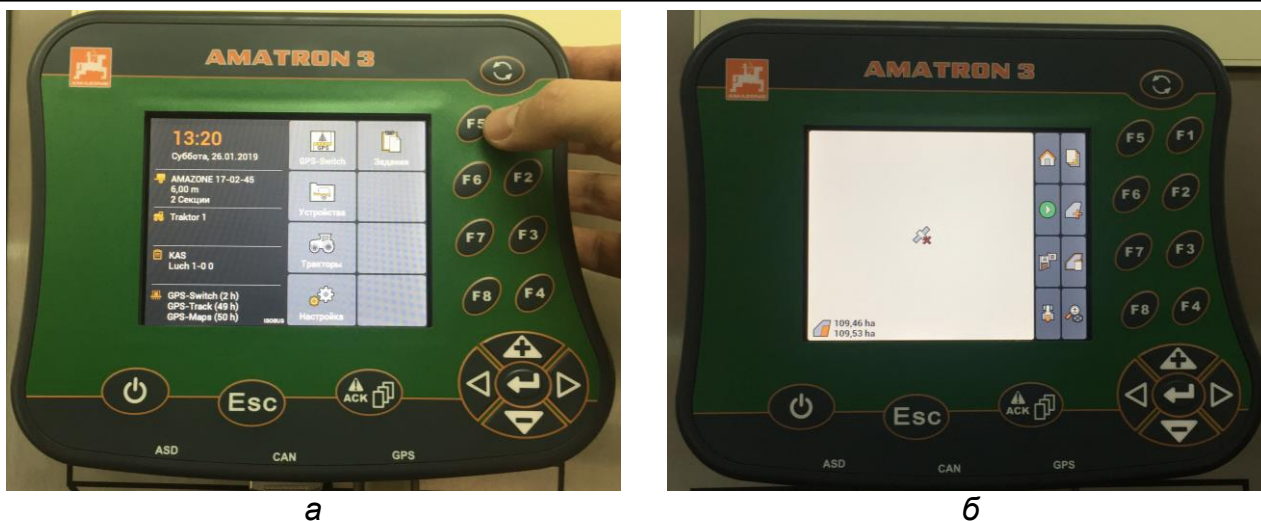 AMATRON 3
13:20
Суббота, 26.01.2019
AMAZONE 17-02-45
6,00 m
2 Секции
Traktor 1
KAS
Luch 1-0 0
GPS-Switch (2 h)
GPS-Track (49 h)
GPS-Maps (50 h)
ISOBUS
GPS
GPS-Switch
Задания
Устройства
Тракторы
Настройка
F5
F6 F2
F7 F3
F8 F4
Esc
ACK
ASD CAN GPS
а
AMATRON 3
109,46 ha
109,53 ha
F5 F1
F6 F2
F7 F3
F8 F4
Esc
ACK
ASD CAN GPS
б